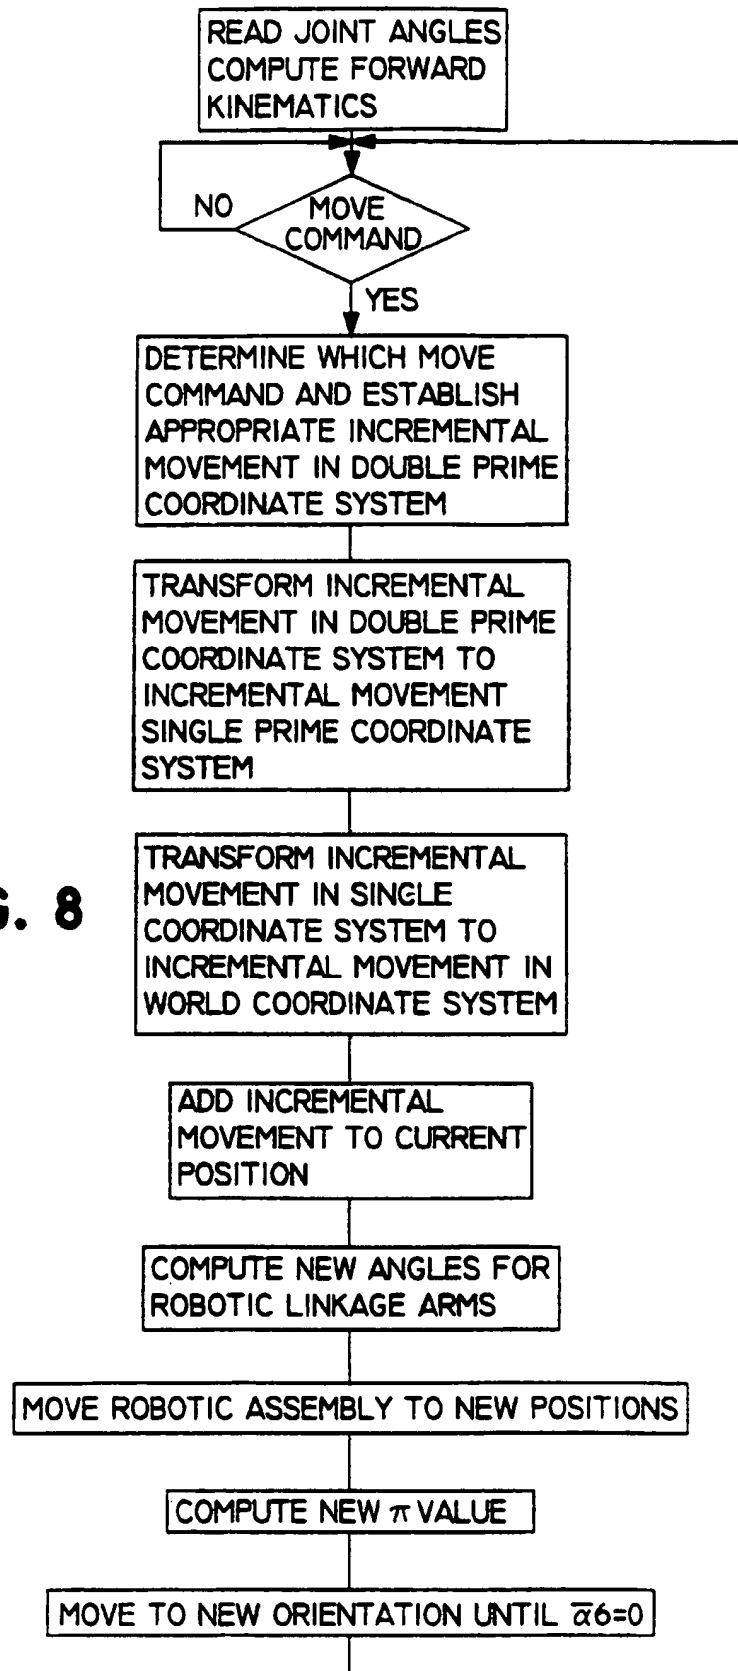 READ JOINT ANGLES
COMPUTE FORWARD
KINEMATICS
NO
MOVE
COMMAND
YES
DETERMINE WHICH MOVE
COMMAND AND ESTABLISH
APPROPRIATE INCREMENTAL
MOVEMENT IN DOUBLE PRIME
COORDINATE SYSTEM
TRANSFORM INCREMENTAL
MOVEMENT IN DOUBLE PRIME
COORDINATE SYSTEM TO
INCREMENTAL MOVEMENT
SINGLE PRIME COORDINATE
SYSTEM
G. 8
TRANSFORM INCREMENTAL
MOVEMENT IN SINGLE
COORDINATE SYSTEM TO
INCREMENTAL MOVEMENT IN
WORLD COORDINATE SYSTEM
ADD INCREMENTAL
MOVEMENT TO CURRENT
POSITION
COMPUTE NEW ANGLES FOR
ROBOTIC LINKAGE ARMS
MOVE ROBOTIC ASSEMBLY TO NEW POSITIONS
COMPUTE NEW π VALUE
MOVE TO NEW ORIENTATION UNTIL α̅6=0